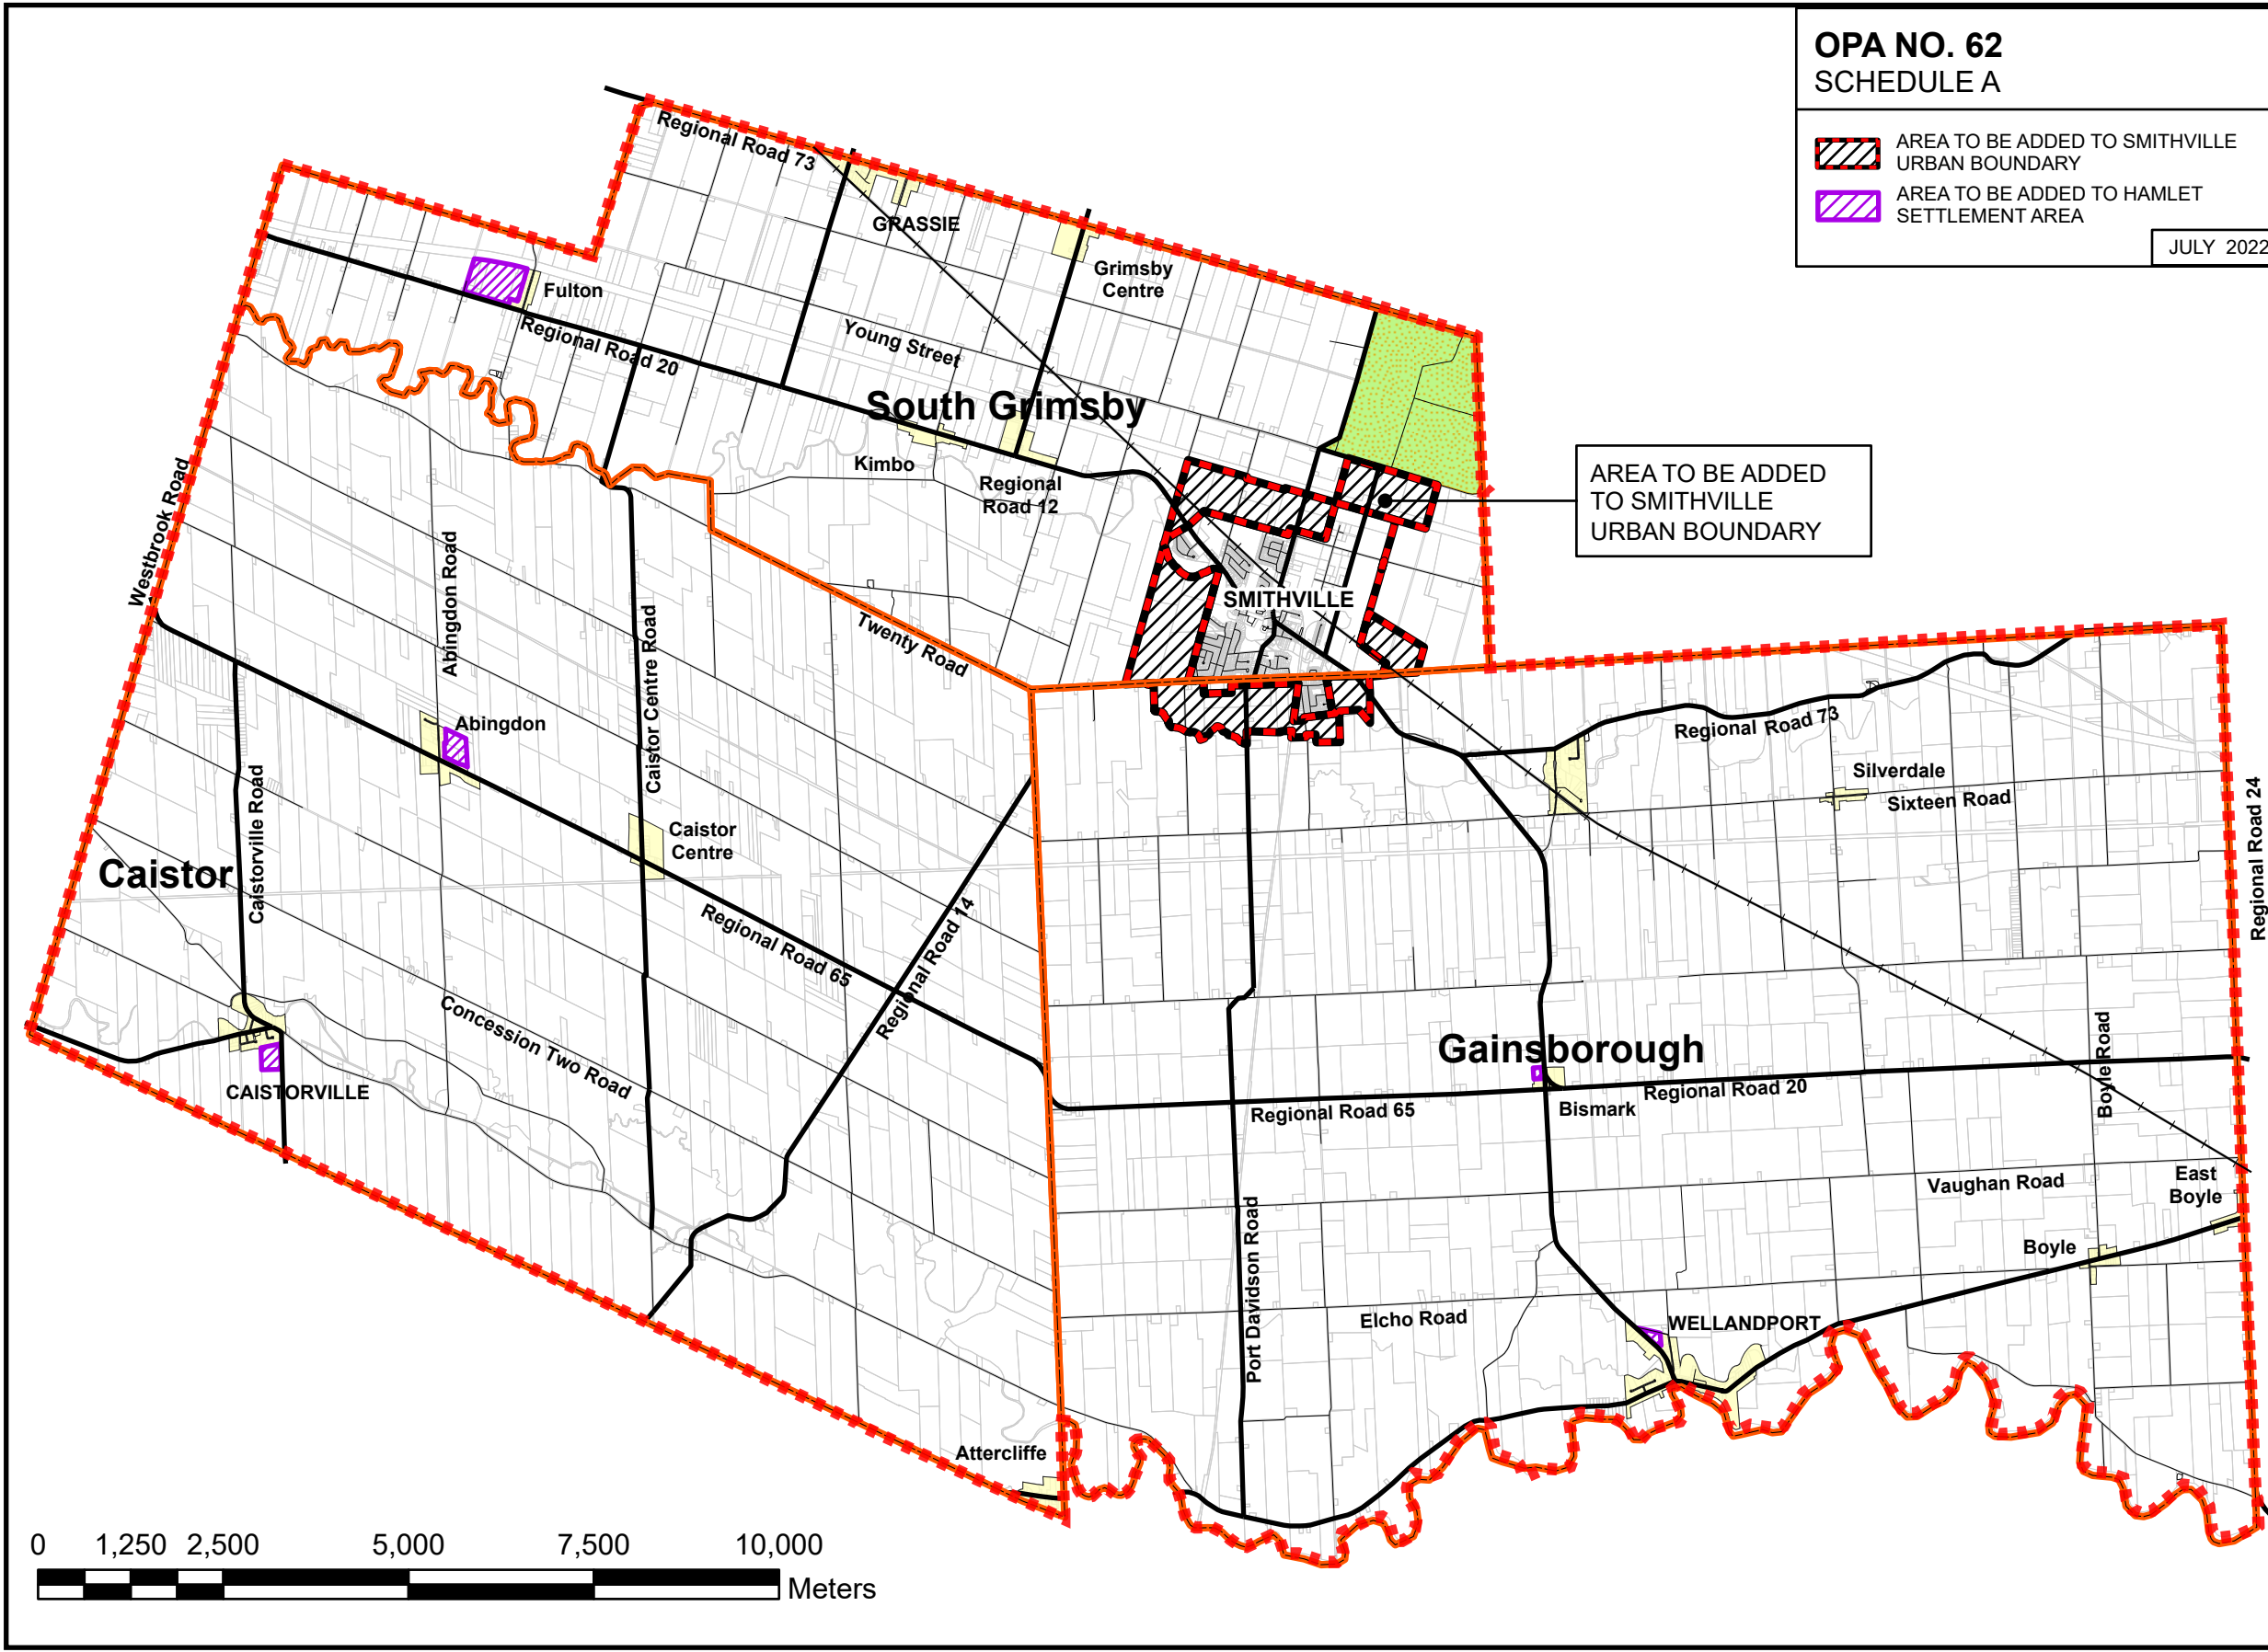 OPA NO. 62
SCHEDULE A
AREA TO BE ADDED TO SMITHVILLE
URBAN BOUNDARY
AREA TO BE ADDED TO HAMLET
SETTLEMENT AREA
JULY 2022
Regional Road 73
GRASSIE
Grimsby
Centre
Fulton
Regional Road 20
Young Street
South Grimsby
Kimbo
Regional
Road 12
AREA TO BE ADDED
TO SMITHVILLE
URBAN BOUNDARY
Westbrook Road
Abingdon Road
SMITHVILLE
Twenty Road
Caistor Centre Road
Abingdon
Regional Road 73
Silverdale
Sixteen Road
Regional Road 24
Caistorville Road
Caistor
Centre
Caistor
Regional Road 65
Regional Road 14
Concession Two Road
Gainsborough
Boyle Road
CAISTORVILLE
Regional Road 65
Bismark
Regional Road 20
Vaughan Road
East
Boyle
Port Davidson Road
Boyle
Elcho Road
WELLANDPORT
Attercliffe
0 1,250 2,500 5,000 7,500 10,000
Meters